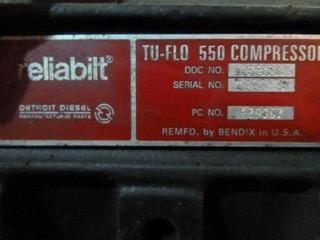 reliabilt®
DETROIT DIESEL
REMANUFACTURED PARTS
TU-FLO 550 COMPRESSOR
DDC NO.
SERIAL NO.
PC NO.
REMFD. by BENDIX in U.S.A.